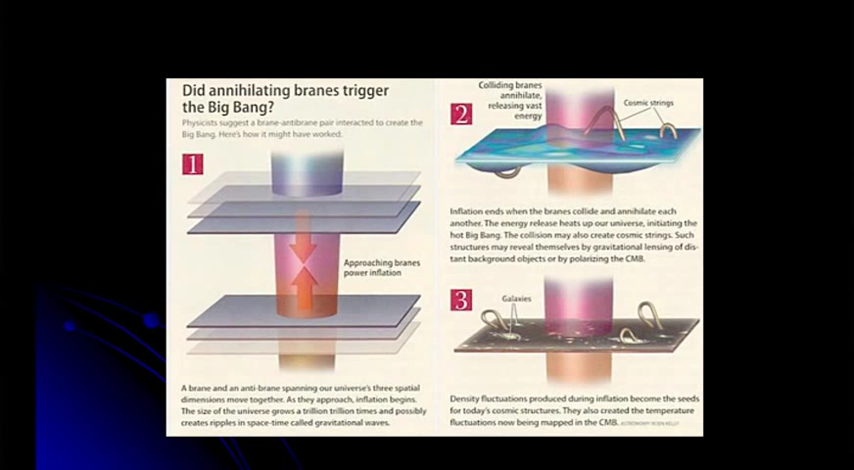 Did annihilating branes trigger
the Big Bang?
Physicists suggest a brane-antibrane pair interacted to create the
Big Bang. Here's how it might have worked.
1
Approaching branes
power inflation
A brane and an anti-brane spanning our universe's three spatial
dimensions move together. As they approach, inflation begins.
The size of the universe grows a trillion trillion times and possibly
creates ripples in space-time called gravitational waves.
Colliding branes
annihilate,
releasing vast
energy
Cosmic strings
2
Inflation ends when the branes collide and annihilate each
another. The energy release heats up our universe, initiating the
hot Big Bang. The collision may also create cosmic strings. Such
structures may reveal themselves by gravitational lensing of dis-
tant background objects or by polarizing the CMB.
3
Galaxies
Density fluctuations produced during inflation become the seeds
for today's cosmic structures. They also created the temperature
fluctuations now being mapped in the CMB. ASTRONOMY: